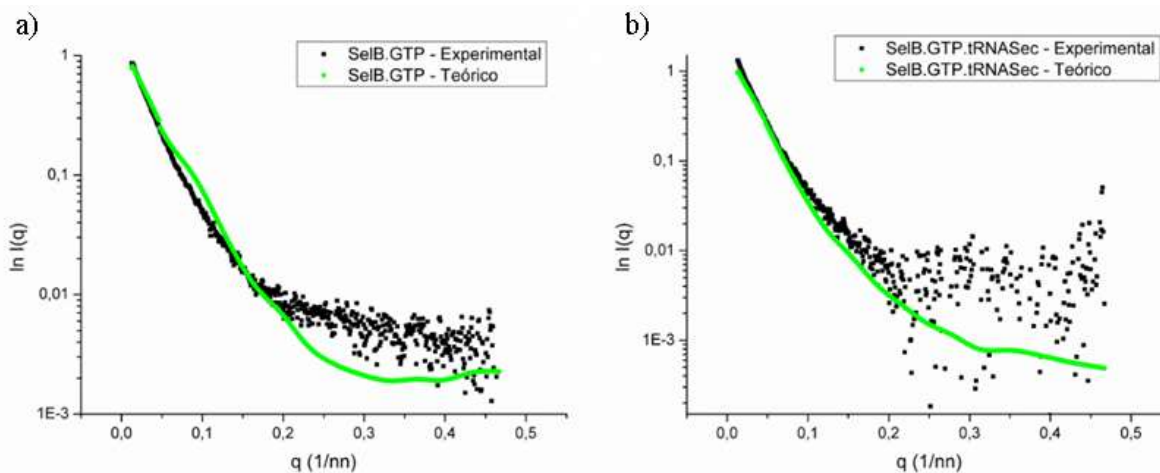 a)
SelB.GTP - Experimental
SelB.GTP - Teórico
1
0,1
0,01
1E-3
ln I(q)
0,0 0,1 0,2 0,3 0,4 0,5
q (1/nn)
b)
SelB.GTP.tRNASec - Experimental
SelB.GTP.tRNASec - Teórico
1
0,1
0,01
1E-3
ln I(q)
0,0 0,1 0,2 0,3 0,4 0,5
q (1/nn)